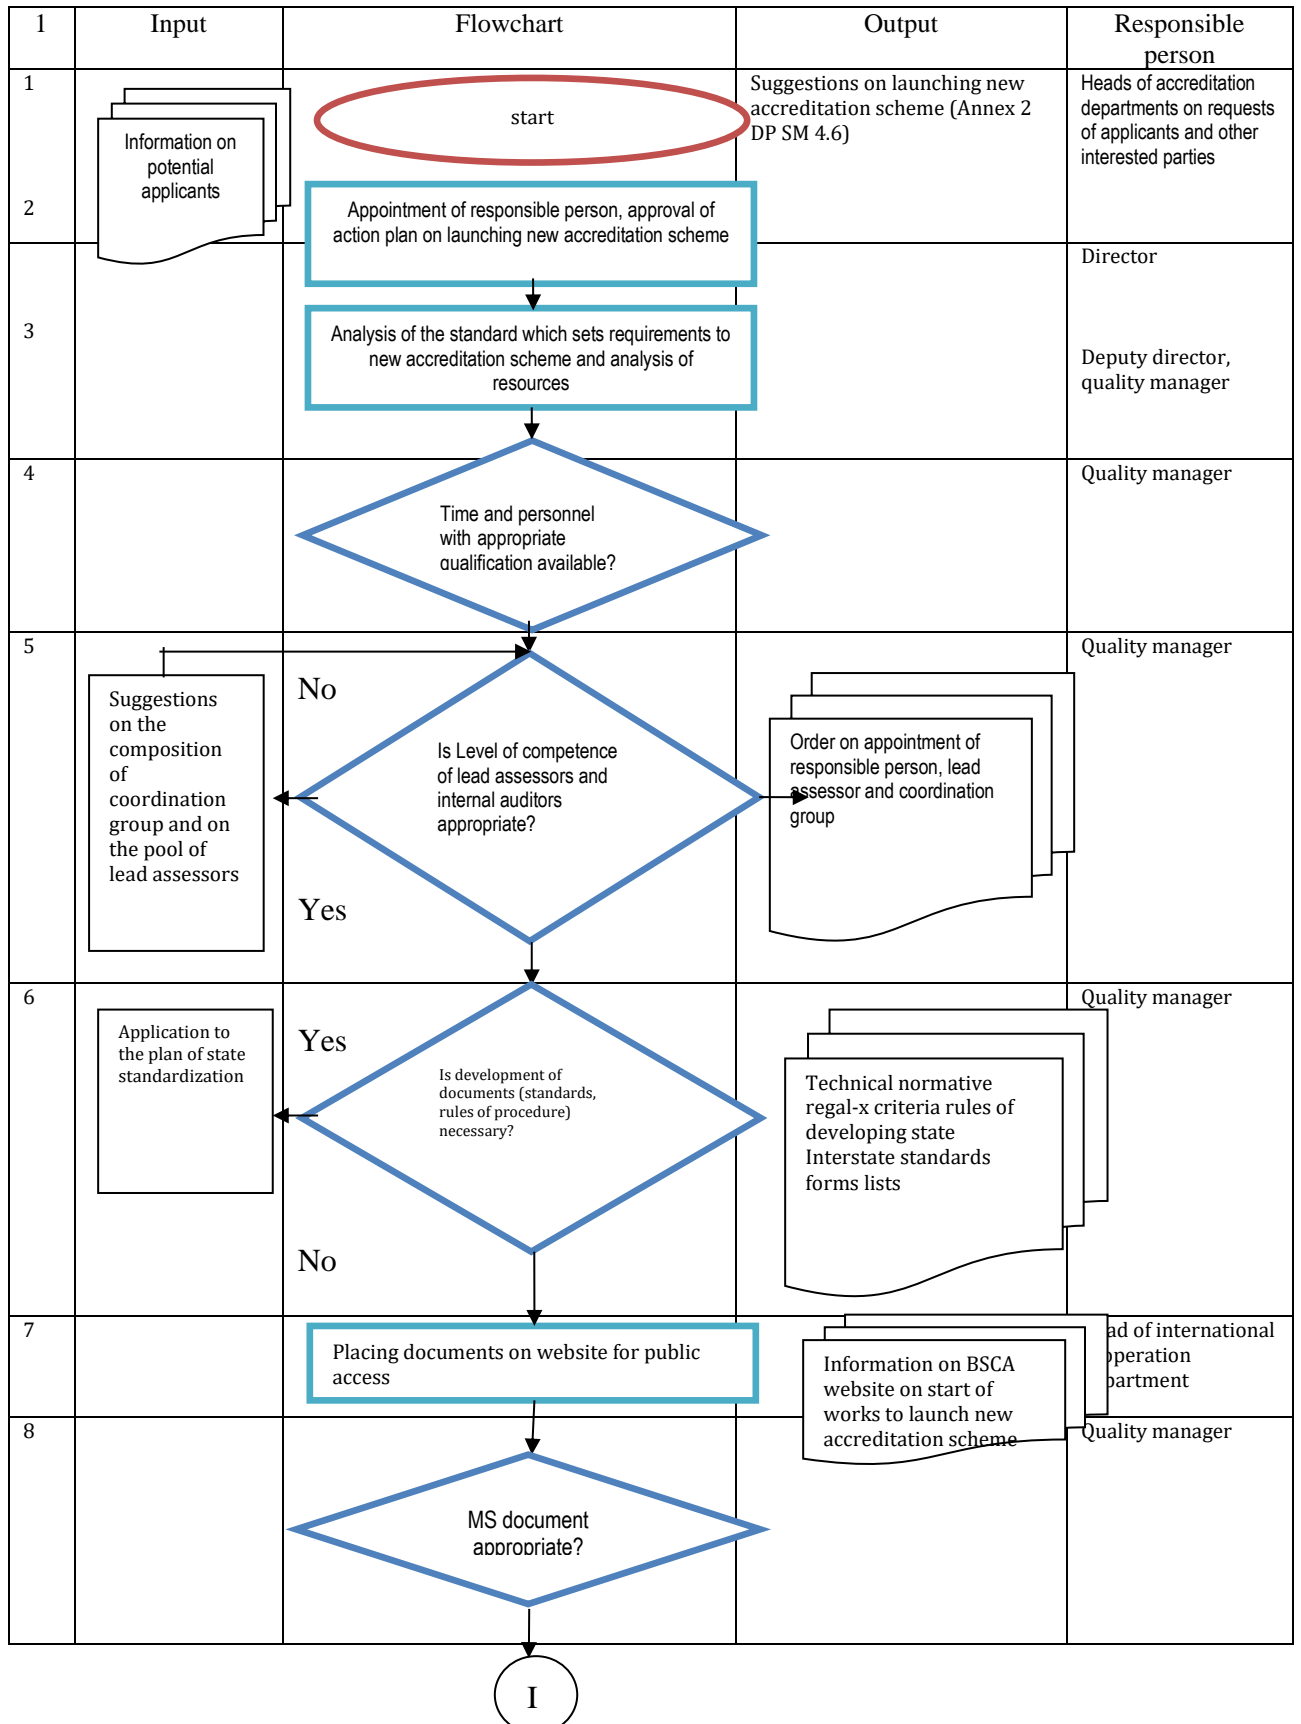 1
Input
Flowchart
Output
Responsible
person
1
Information on
potential
applicants
start
Suggestions on launching new
accreditation scheme (Annex 2
DP SM 4.6)
Heads of accreditation
departments on requests
of applicants and other
interested parties
2
Appointment of responsible person, approval of
action plan on launching new accreditation scheme
Director
3
Analysis of the standard which sets requirements to
new accreditation scheme and analysis of
resources
Deputy director,
quality manager
4
Time and personnel
with appropriate
qualification available?
Quality manager
5
Suggestions
on the
composition
of
coordination
group and on
the pool of
lead assessors
No
Is Level of competence
of lead assessors and
internal auditors
appropriate?
Yes
Order on appointment of
responsible person, lead
assessor and coordination
group
Quality manager
6
Application to
the plan of state
standardization
Yes
Is development of
documents (standards,
rules of procedure)
necessary?
No
Technical normative
regal-x criteria rules of
developing state
Interstate standards
forms lists
Quality manager
7
Placing documents on website for public
access
Information on BSCA
website on start of
works to launch new
accreditation scheme
of international
8
MS document
appropriate?
Quality manager
I